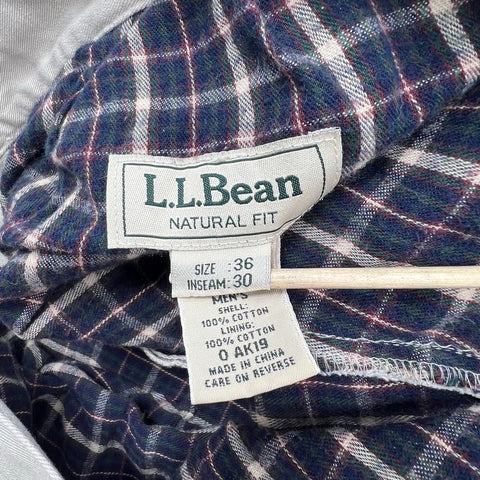 L.L.Bean
NATURAL FIT
SIZE :36
INSEAM:30
MEN'S
SHELL:
100% COTTON
LINING:
100% COTTON
0 AK19
MADE IN CHINA
CARE ON REVERSE